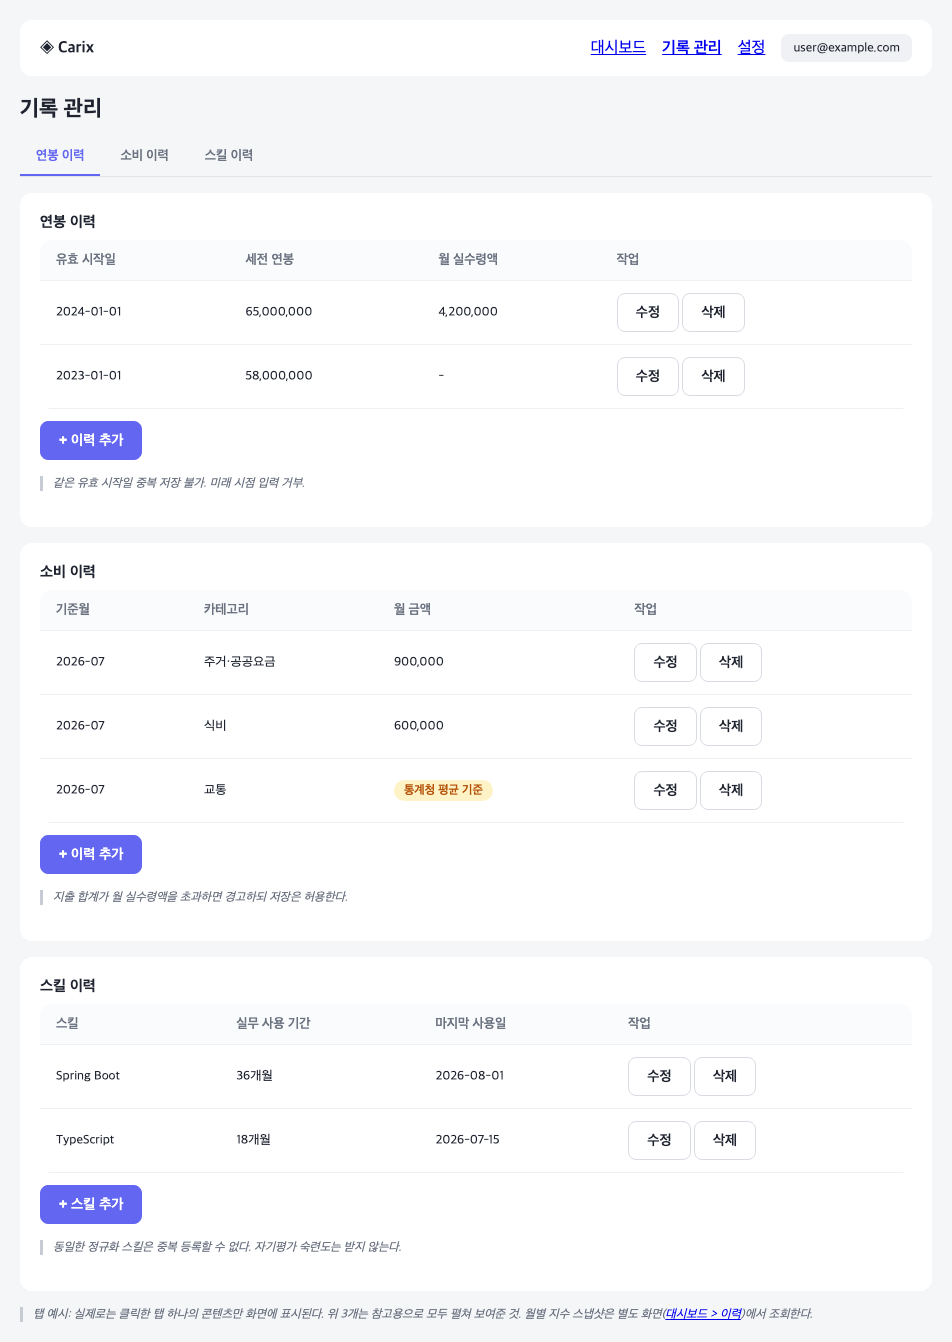 ◈ Carix
대시보드 기록 관리 설정 user@example.com
기록 관리
연봉 이력 소비 이력 스킬 이력
연봉 이력
유효 시작일 세전 연봉 월 실수령액 작업
2024-01-01 65,000,000 4,200,000 수정 삭제
2023-01-01 58,000,000 - 수정 삭제
+ 이력 추가
같은 유효 시작일 중복 저장 불가. 미래 시점 입력 거부.
소비 이력
기준월 카테고리 월 금액 작업
2026-07 주거·공공요금 900,000 수정 삭제
2026-07 식비 600,000 수정 삭제
2026-07 교통 통계청 평균 기준 수정 삭제
+ 이력 추가
지출 합계가 월 실수령액을 초과하면 경고하되 저장은 허용한다.
스킬 이력
스킬 실무 사용 기간 마지막 사용일 작업
Spring Boot 36개월 2026-08-01 수정 삭제
TypeScript 18개월 2026-07-15 수정 삭제
+ 스킬 추가
동일한 정규화 스킬은 중복 등록할 수 없다. 자기평가 숙련도는 받지 않는다.
탭 예시: 실제로는 클릭한 탭 하나의 콘텐츠만 화면에 표시된다. 위 3개는 참고용으로 모두 펼쳐 보여준 것. 월별 지수 스냅샷은 별도 화면(대시보드 > 이력)에서 조회한다.